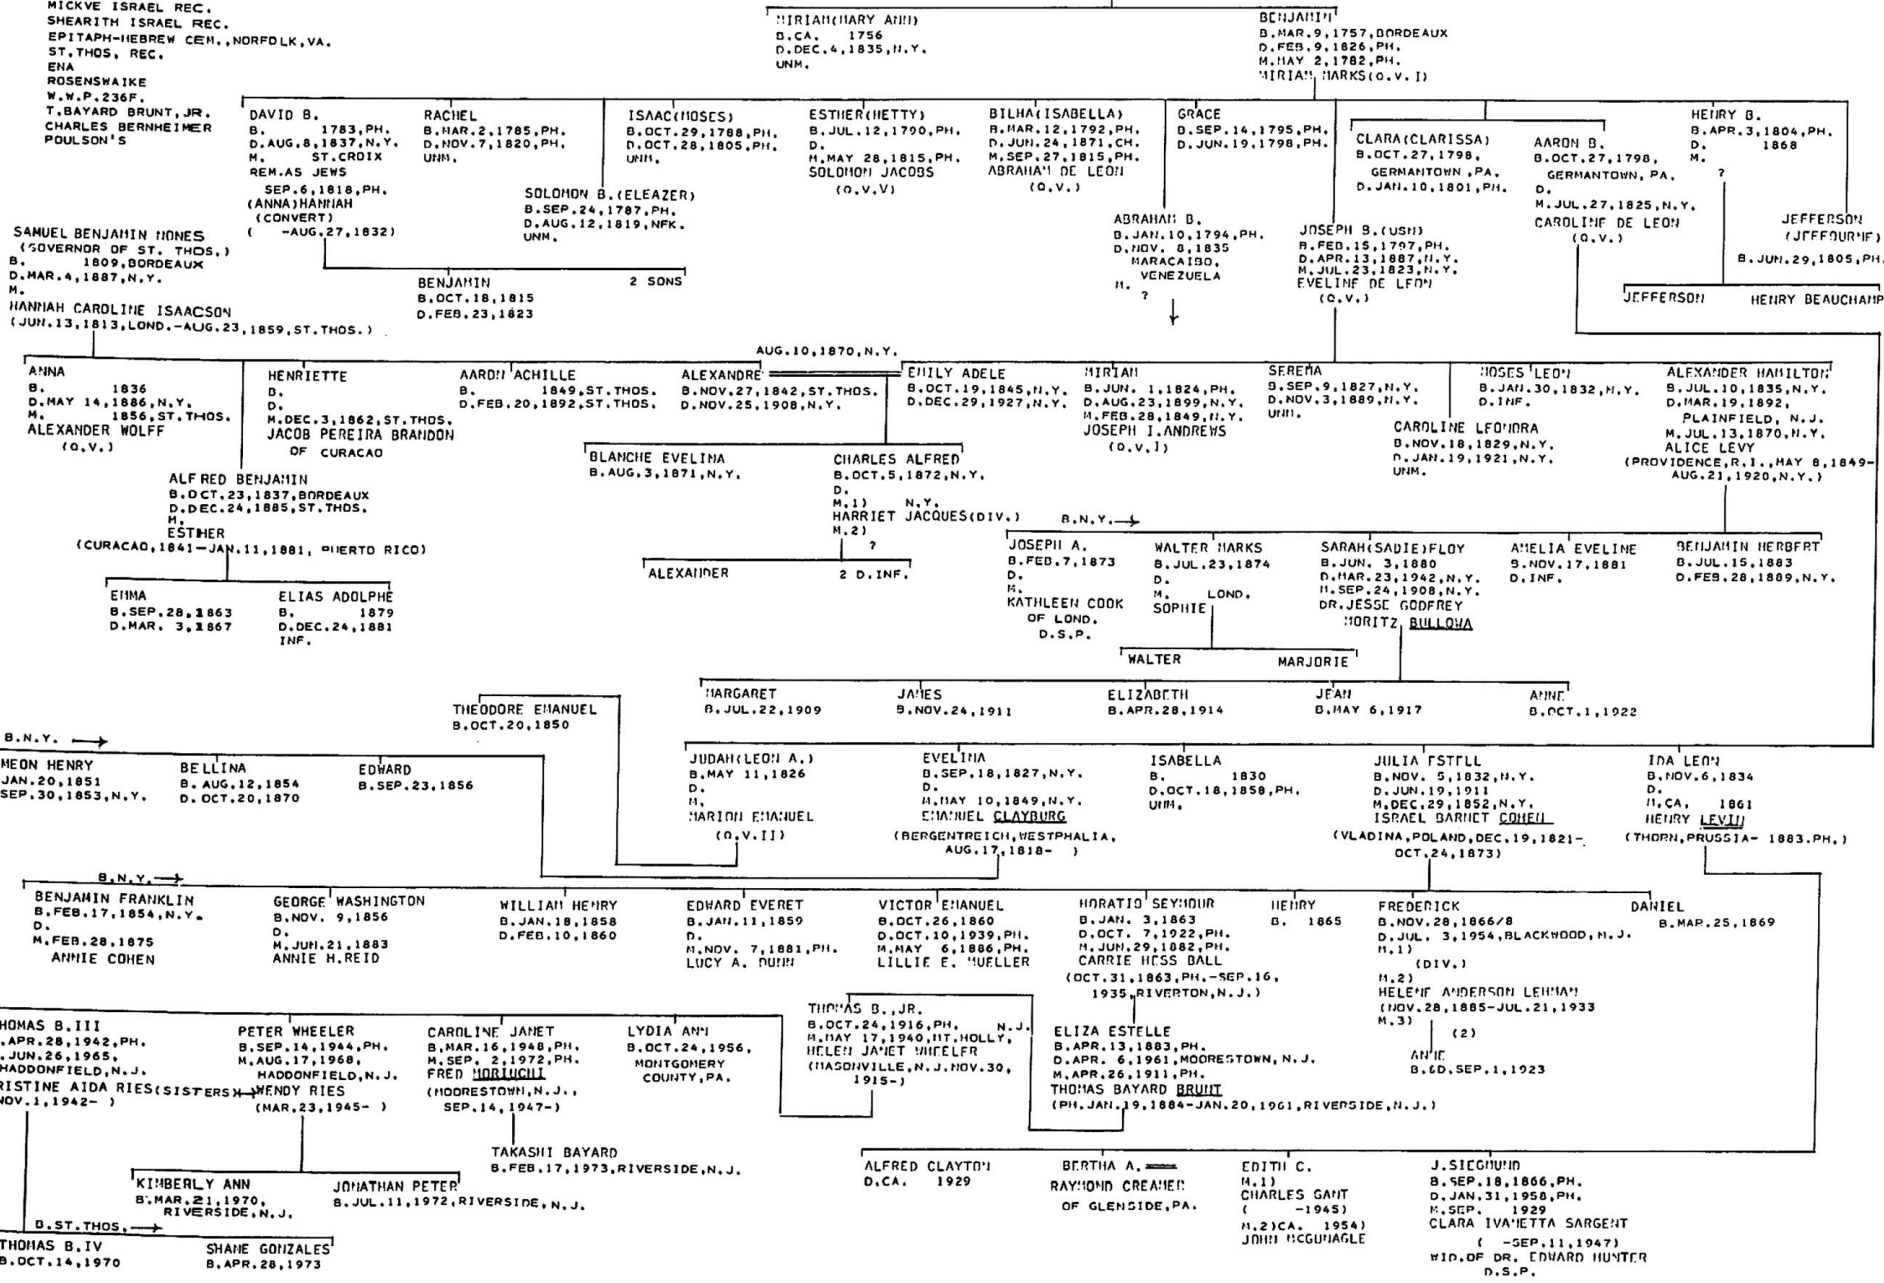 MICKVE ISRAEL REC.
SHEARITH ISRAEL REC.
EPITAPH-HEBREW CEM.,NORFOLK,VA.
ST.THOS. REC.
ENA
ROSENSWAIKE
W.W.P.236F.
T.BAYARD BRUNT,JR.
CHARLES BERNHEIMER
POULSON'S
MIRIAM(MARY ANN)
B.CA. 1756
D.DEC.4,1835,N.Y.
UNM.
BENJAMIN
B.MAR.9,1757,BORDEAUX
D.FEB.9,1826,PH.
M.MAY 2,1782,PH.
MIRIAM MARKS(Q.V.I)
DAVID B.
B. 1783,PH.
D.AUG.8,1837,N.Y.
M. ST.CROIX
REM.AS JEWS
SEP.6,1818,PH.
(ANNA)HANNAH
(CONVERT)
( -AUG.27,1832)
RACHEL
B.MAR.2,1785,PH.
D.NOV.7,1820,PH.
UNM.
SOLOMON B.(ELEAZER)
B.SEP.24,1787,PH.
D.AUG.12,1819,NFK.
UNM.
ISAAC(MOSES)
B.OCT.29,1788,PH.
D.OCT.28,1805,PH.
UNM.
ESTHER(HETTY)
B.JUL.12,1790,PH.
D.
M.MAY 28,1815,PH.
SOLOMON JACOBS
(Q.V.V)
BILHA(ISABELLA)
B.MAR.12,1792,PH.
D.JUN.24,1871,CH.
M.SEP.27,1815,PH.
ABRAHAM DE LEON
(Q.V.)
ABRAHAM B.
B.JAN.10,1794,PH.
D.NOV. 8,1835
MARACAIBO,
VENEZUELA
M.
?
GRACE
B.SEP.14,1795,PH.
D.JUN.19,1798,PH.
JOSEPH B.(USN)
B.FEB.15,1797,PH.
D.APR.13,1887,N.Y.
M.JUL.23,1823,N.Y.
EVELINE DE LEON
(Q.V.)
CLARA(CLARISSA)
B.OCT.27,1798,
GERMANTOWN,PA.
D.JAN.10,1801,PH.
AARON B.
B.OCT.27,1798,
GERMANTOWN, PA.
D.
M.JUL.27,1825,N.Y.
CAROLINE DE LEON
(Q.V.)
HENRY B.
B.APR.3,1804,PH.
D. 1868
M.
?
JEFFERSON
(JEFFOURNE)
B.JUN.29,1805,PH.
JEFFERSON
HENRY BEAUCHAMP
SAMUEL BENJAMIN NONES
(GOVERNOR OF ST. THOS.)
B. 1809,BORDEAUX
D.MAR.4,1887,N.Y.
M.
HANNAH CAROLINE ISAACSON
(JUN.13,1813,LOND.-AUG.23,1859,ST.THOS.)
BENJAMIN
B.OCT.18,1815
D.FEB.23,1823
2 SONS
ANNA
B. 1836
D.MAY 14,1886,N.Y.
M. 1856,ST.THOS.
ALEXANDER WOLFF
(Q.V.)
HENRIETTE
B.
D.
M.DEC.3,1862,ST.THOS.
JACOB PEREIRA BRANDON
OF CURACAO
AARON ACHILLE
B. 1849,ST.THOS.
D.FEB.20,1892,ST.THOS.
AUG.10,1870,N.Y.
ALEXANDRE
B.NOV.27,1842,ST.THOS.
D.NOV.25,1908,N.Y.
EMILY ADELE
B.OCT.19,1845,N.Y.
D.DEC.29,1927,N.Y.
MIRIAM
B.JUN. 1,1824,PH.
D.AUG.23,1899,N.Y.
M.FEB.28,1849,N.Y.
JOSEPH I.ANDREWS
(Q.V.I)
SERENA
B.SEP.9,1827,N.Y.
D.NOV.3,1889,N.Y.
UNM.
CAROLINE LEONORA
B.NOV.18,1829,N.Y.
D.JAN.19,1921,N.Y.
UNM.
MOSES LEON
B.JAN.30,1832,N.Y.
D.INF.
ALEXANDER HAMILTON
B.JUL.10,1835,N.Y.
D.MAR.19,1892,
PLAINFIELD, N.J.
M.JUL.13,1870,N.Y.
ALICE LEVY
(PROVIDENCE,R.I.,MAY 8,1849-
AUG.21,1920,N.Y.)
ALFRED BENJAMIN
B.OCT.23,1837,BORDEAUX
D.DEC.24,1885,ST.THOS.
M.
ESTHER
(CURACAO,1841-JAN.11,1881, PUERTO RICO)
EMMA
B.SEP.28,1863
D.MAR. 3,1867
ELIAS ADOLPHE
B. 1879
D.DEC.24,1881
INF.
BLANCHE EVELINA
B.AUG.3,1871,N.Y.
CHARLES ALFRED
B.OCT.5,1872,N.Y.
D.
M.1) N.Y.
HARRIET JACQUES(DIV.)
M.2)
?
ALEXANDER
2 D.INF.
B.N.Y.
JOSEPH A.
B.FEB.7,1873
D.
M.
KATHLEEN COOK
OF LOND.
D.S.P.
WALTER MARKS
B.JUL.23,1874
D.
M. LOND.
SOPHIE
SARAH(SADIE)FLOY
B.JUN. 3,1880
D.MAR.23,1942,N.Y.
M.SEP.24,1908,N.Y.
DR.JESSE GODFREY
MORITZ BULLOWA
AMELIA EVELINE
B.NOV.17,1881
D.INF.
BENJAMIN HERBERT
B.JUL.15,1883
D.FEB.28,1889,N.Y.
WALTER
MARJORIE
MARGARET
B.JUL.22,1909
JAMES
B.NOV.24,1911
ELIZABETH
B.APR.28,1914
JEAN
B.MAY 6,1917
ANNE
B.OCT.1,1922
THEODORE EMANUEL
B.OCT.20,1850
B.N.Y.
MEON HENRY
JAN.20,1851
SEP.30,1853,N.Y.
BELLINA
B. AUG.12,1854
D. OCT.20,1870
EDWARD
B.SEP.23,1856
JUDAH(LEON A.)
B.MAY 11,1826
D.
M.
MARION EMANUEL
(Q.V.II)
EVELINA
B.SEP.18,1827,N.Y.
D.
M.MAY 10,1849,N.Y.
EMANUEL CLAYBURG
(BERGENTREICH,WESTPHALIA,
AUG.17,1818- )
ISABELLA
B. 1830
D.OCT.18,1858,PH.
UNM.
JULIA ESTELL
B.NOV. 5,1832,N.Y.
D.JUN.19,1911
M.DEC.29,1852,N.Y.
ISRAEL BARNET COHEN
(VLADINA,POLAND,DEC.19,1821-
OCT.24,1873)
IDA LEON
B.NOV.6,1834
D.
M.CA. 1861
HENRY LEVIN
(THORN,PRUSSIA- 1883.PH.)
B.N.Y.
BENJAMIN FRANKLIN
B.FEB.17,1854,N.Y.
D.
M.FEB.28,1875
ANNIE COHEN
GEORGE WASHINGTON
B.NOV. 9,1856
D.
M.JUN.21,1883
ANNIE H.REID
WILLIAM HENRY
B.JAN.18,1858
D.FEB.10,1860
EDWARD EVERET
B.JAN.11,1859
D.
M.NOV. 7,1881,PH.
LUCY A. DUNN
VICTOR EMANUEL
B.OCT.26,1860
D.OCT.10,1939,PH.
M.MAY 6,1886,PH.
LILLIE E. MUELLER
HORATIO SEYMOUR
B.JAN. 3,1863
D.OCT. 7,1922,PH.
M.JUN.29,1882,PH.
CARRIE HESS BALL
(OCT.31,1863,PH.-SEP.16,
1935,RIVERTON,N.J.)
HENRY
B. 1865
FREDERICK
B.NOV.28,1866/8
D.JUL. 3,1954,BLACKWOOD,N.J.
M.1)
(DIV.)
M.2)
HELENE ANDERSON LEHMAN
(NOV.28,1885-JUL.21,1933
M.3)
(2)
DANIEL
B.MAR.25,1869
ANNE
B.&D.SEP.1,1923
HOMAS B.III
.APR.28,1942,PH.
.JUN.26,1965,
HADDONFIELD,N.J.
RISTINE AIDA RIES(SISTERS)
NOV.1,1942- )
PETER WHEELER
B.SEP.14,1944,PH.
M.AUG.17,1968,
HADDONFIELD,N.J.
WENDY RIES
(MAR.23,1945- )
CAROLINE JANET
B.MAR.16,1948,PH.
M.SEP. 2,1972,PH.
FRED MORIUCHI
(MOORESTOWN,N.J.,
SEP.14,1947-)
LYDIA ANN
B.OCT.24,1956,
MONTGOMERY
COUNTY,PA.
THOMAS B.,JR.
B.OCT.24,1916,PH. N.J.
M.MAY 17,1940,MT.HOLLY,
HELEN JANET WHEELER
(MASONVILLE,N.J.NOV.30,
1915-)
ELIZA ESTELLE
B.APR.13,1883,PH.
D.APR. 6,1961,MOORESTOWN,N.J.
M.APR.26,1911,PH.
THOMAS BAYARD BRUNT
(PH.JAN.19,1884-JAN.20,1961,RIVERSIDE,N.J.)
TAKASHI BAYARD
B.FEB.17,1973,RIVERSIDE,N.J.
KIMBERLY ANN
B.MAR.21,1970,
RIVERSIDE,N.J.
JONATHAN PETER
B.JUL.11,1972,RIVERSIDE,N.J.
B.ST.THOS.
THOMAS B.IV
B.OCT.14,1970
SHANE GONZALES
B.APR.28,1973
ALFRED CLAYTON
D.CA. 1929
BERTHA A.
RAYMOND CREAMER
OF GLENSIDE,PA.
EDITH C.
M.1)
CHARLES GANT
( -1945)
M.2)CA. 1954)
JOHN MCGUNAGLE
J.SIEGMUND
B.SEP.18,1866,PH.
D.JAN.31,1958,PH.
M.SEP. 1929
CLARA IVANETTA SARGENT
( -SEP.11,1947)
WID.OF DR. EDWARD HUNTER
D.S.P.